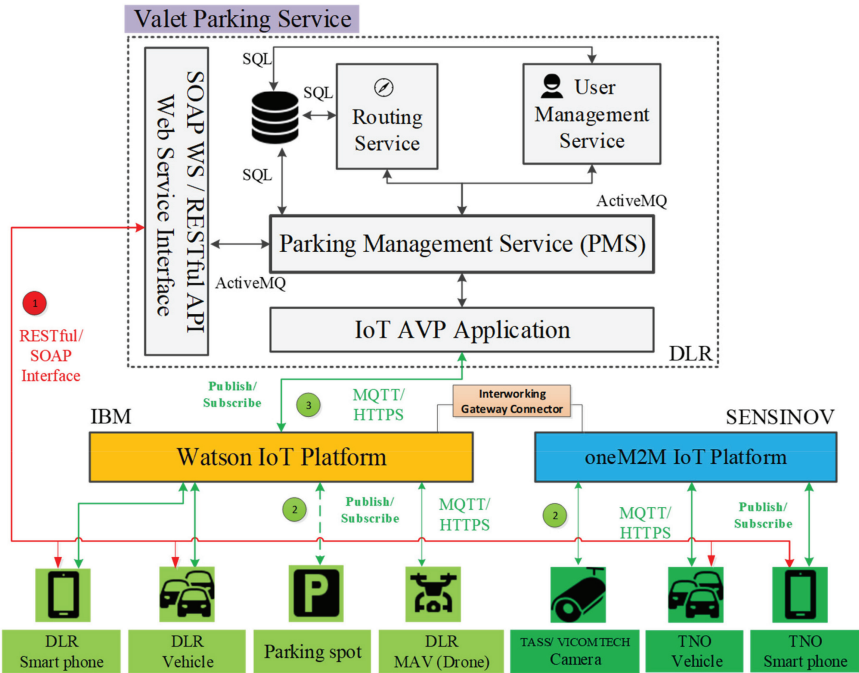 Valet Parking Service
SOAP WS / RESTful API
Web Service Interface
SQL
SQL
SQL
Routing
Service
User
Management
Service
ActiveMQ
Parking Management Service (PMS)
ActiveMQ
IoT AVP Application
DLR
1
RESTful/
SOAP
Interface
Publish/
Subscribe
3
MQTT/
HTTPS
Interworking
Gateway Connector
IBM
SENSINOV
Watson IoT Platform
oneM2M IoT Platform
2
Publish/
Subscribe
MQTT/
HTTPS
2
MQTT/
HTTPS
Publish/
Subscribe
P
DLR
Smart phone
DLR
Vehicle
Parking spot
DLR
MAV (Drone)
TASS/ VICOMTECH
Camera
TNO
Vehicle
TNO
Smart phone